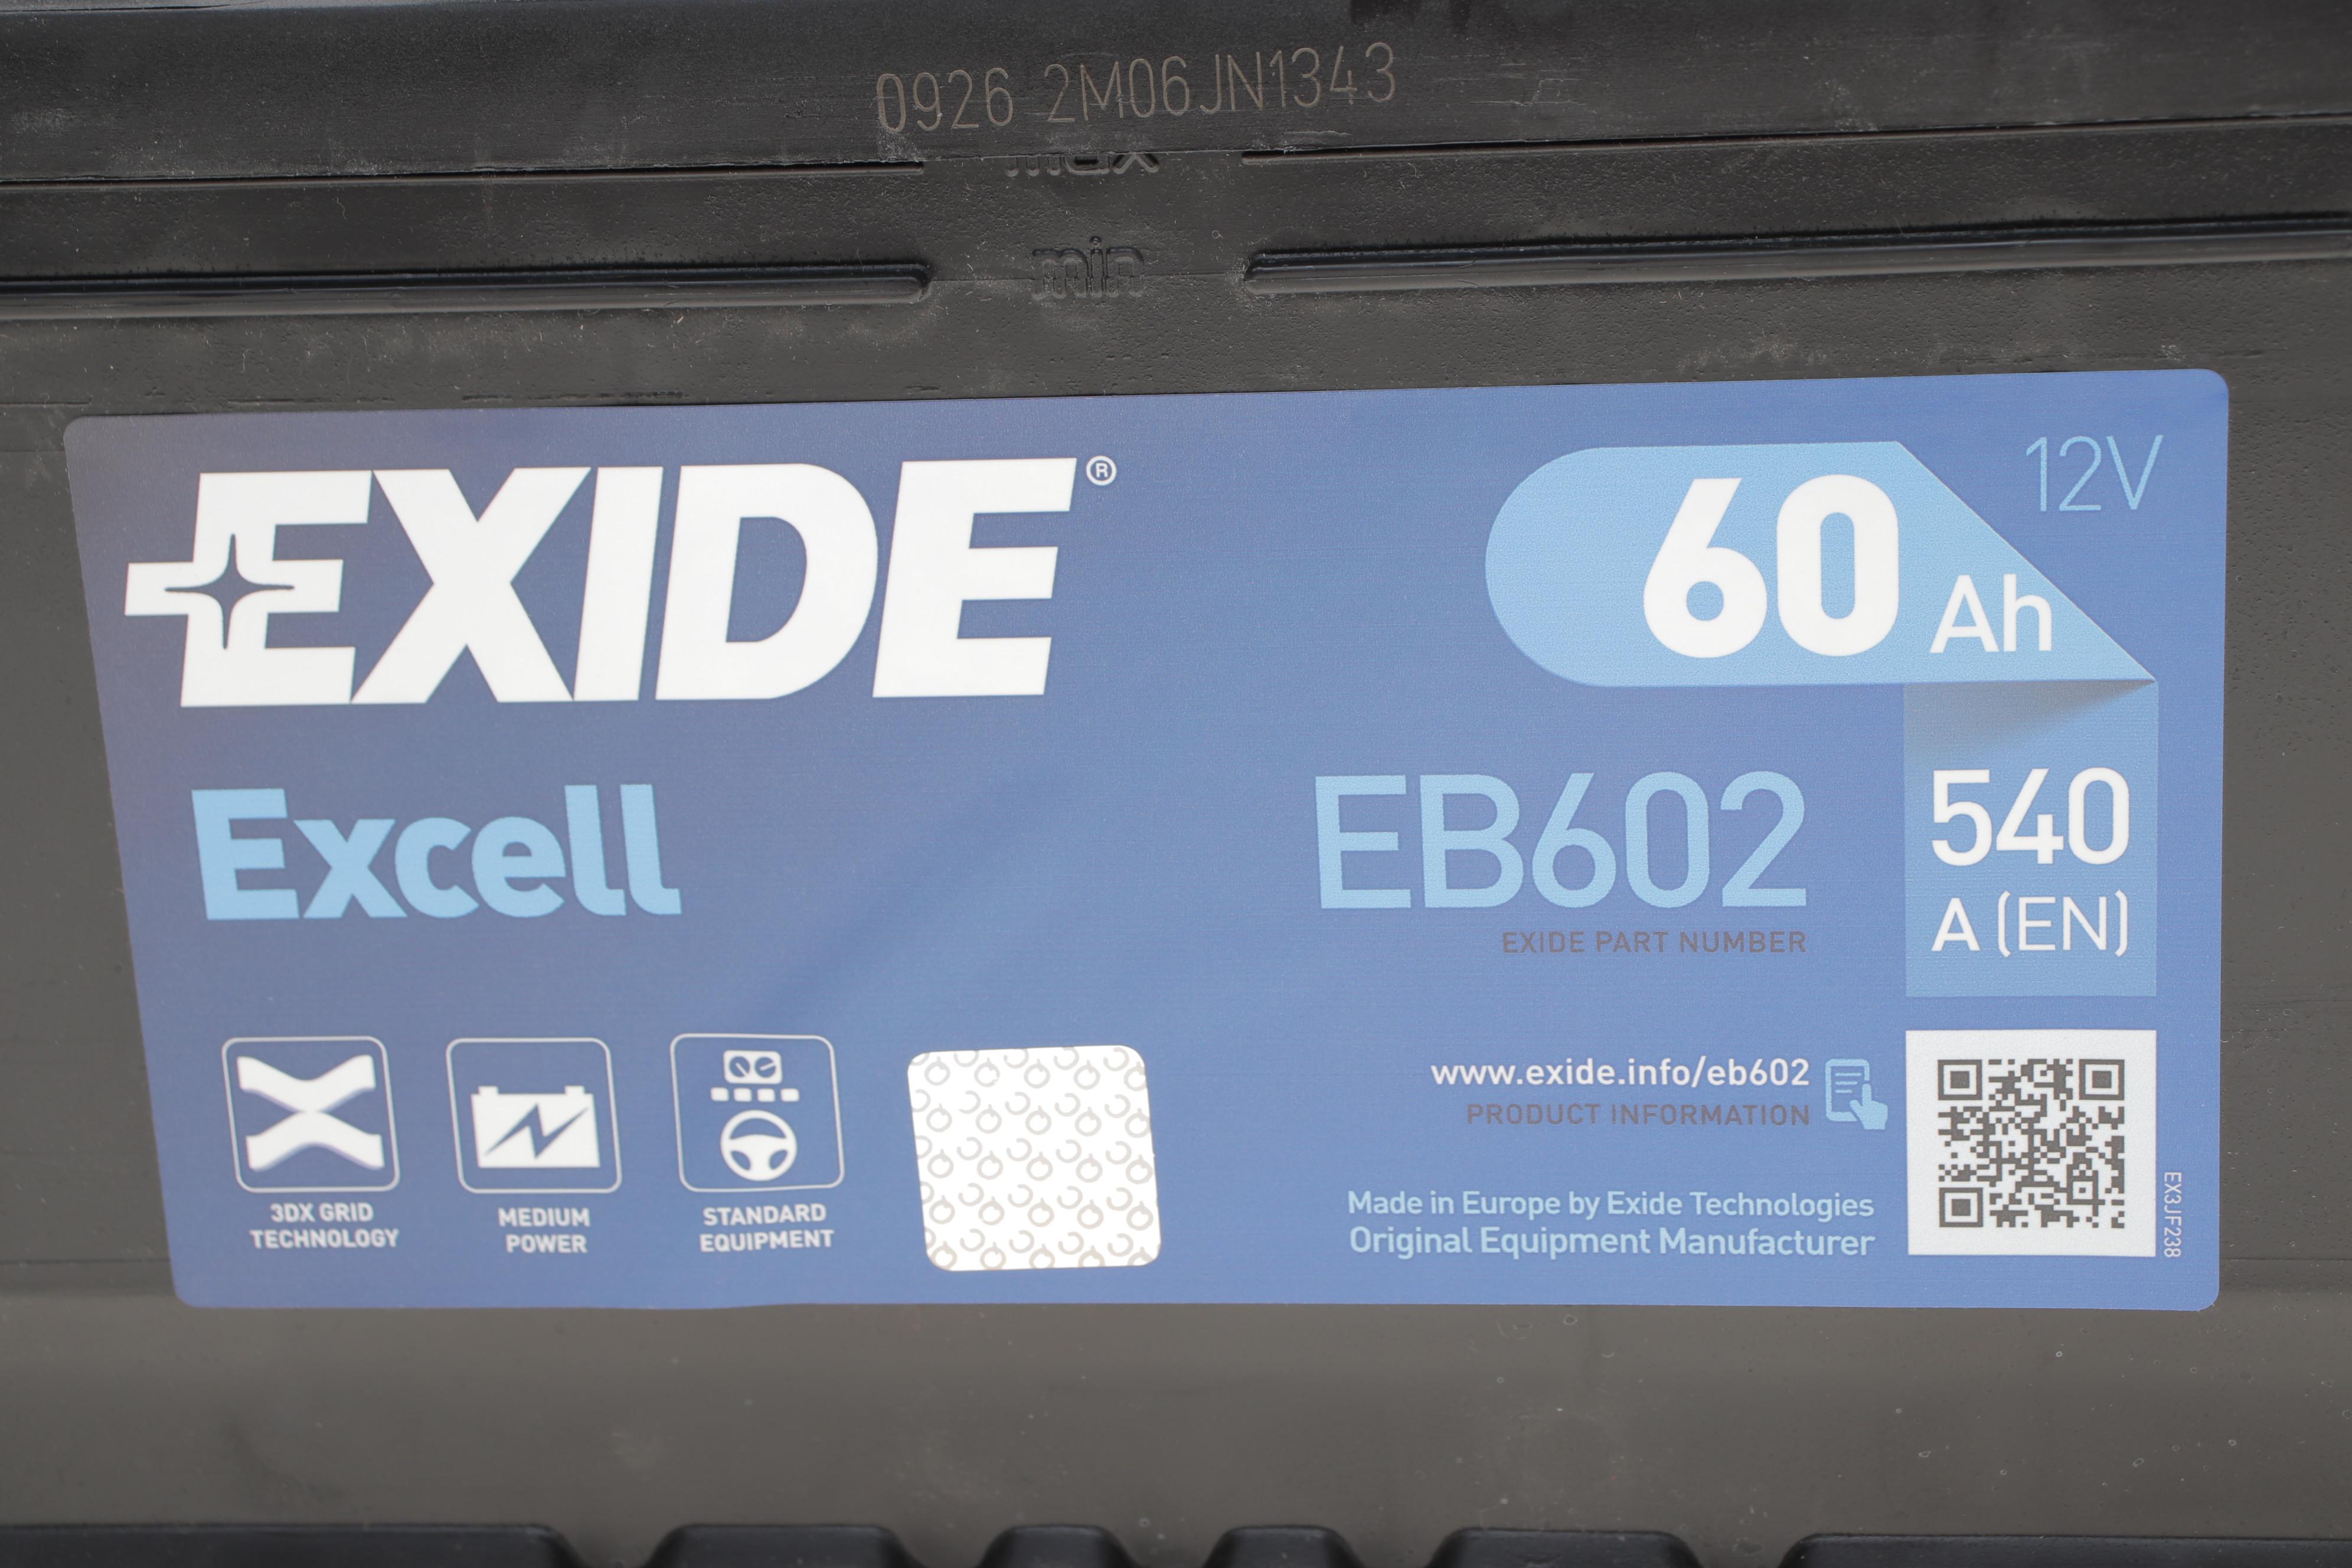 0926 2M06JN1343
max
min
EXIDE®
60 Ah
12V
Excell
EB602
EXIDE PART NUMBER
540
A (EN)
3DX GRID
TECHNOLOGY
MEDIUM
POWER
STANDARD
EQUIPMENT
www.exide.info/eb602
PRODUCT INFORMATION
Made in Europe by Exide Technologies
Original Equipment Manufacturer
EX3JF238